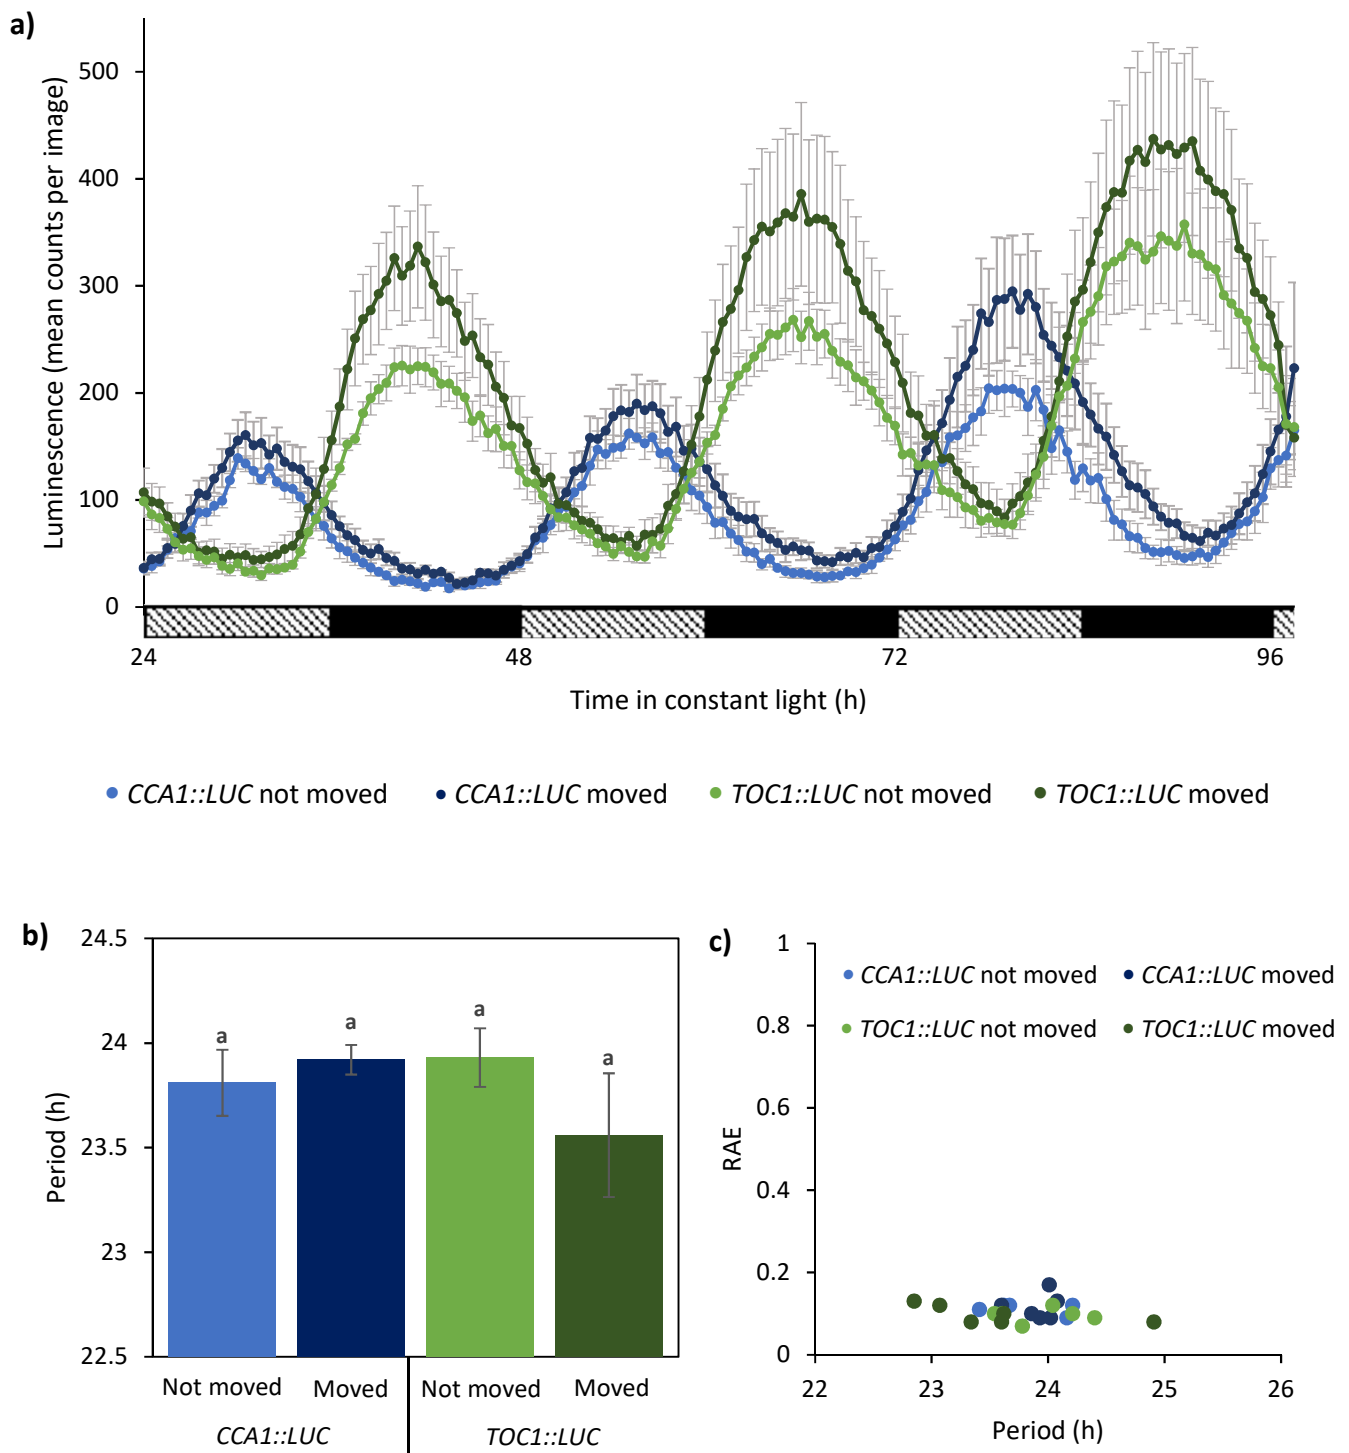 a)
Luminescence (mean counts per image)
500
400
300
200
100
0
24 48 72 96
Time in constant light (h)
CCA1::LUC not moved CCA1::LUC moved TOC1::LUC not moved TOC1::LUC moved
b)
Period (h)
24.5
24
23.5
23
22.5
a a a a
Not moved Moved Not moved Moved
CCA1::LUC TOC1::LUC
c)
RAE
1
0.8
0.6
0.4
0.2
0
CCA1::LUC not moved CCA1::LUC moved
TOC1::LUC not moved TOC1::LUC moved
22 23 24 25 26
Period (h)